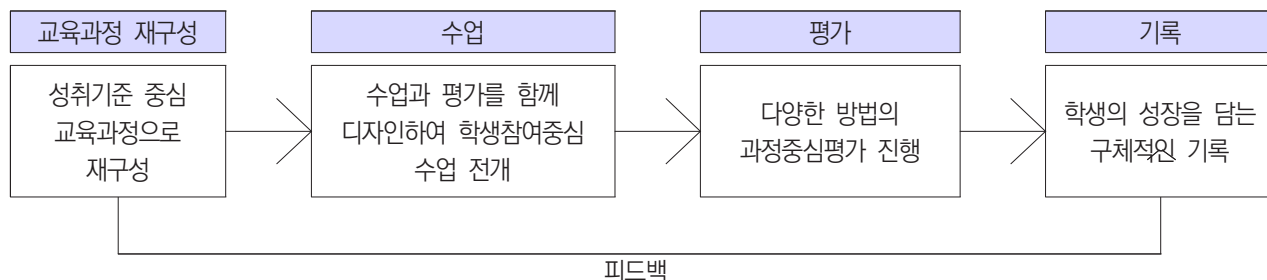 교육과정 재구성
성취기준 중심
교육과정으로
재구성
수업
수업과 평가를 함께
디자인하여 학생참여중심
수업 전개
평가
다양한 방법의
과정중심평가 진행
기록
학생의 성장을 담는
구체적인 기록
피드백